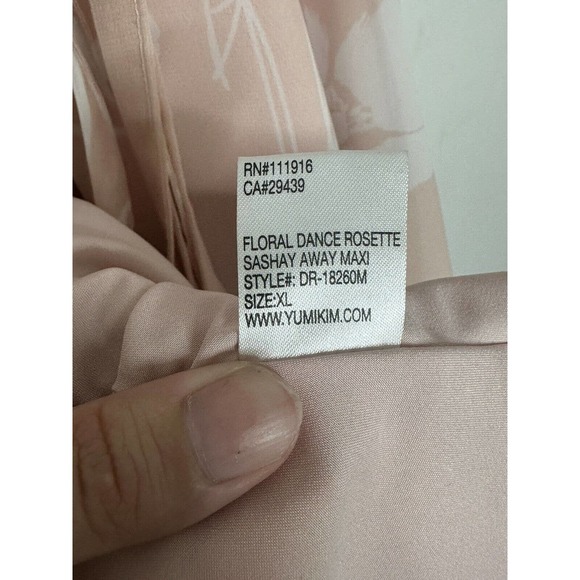 RN#111916
CA#29439
FLORAL DANCE ROSETTE
SASHAY AWAY MAXI
STYLE#: DR-18260M
SIZE:XL
WWW.YUMIKIM.COM